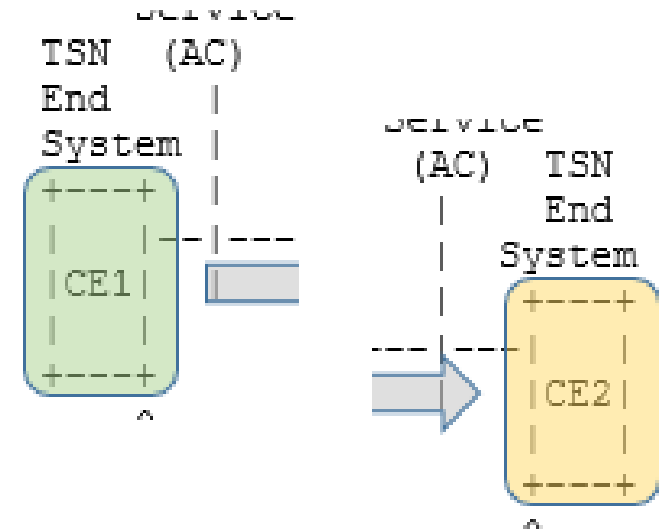 TSN (AC)
End
System
CE1
(AC) TSN
End
System
CE2